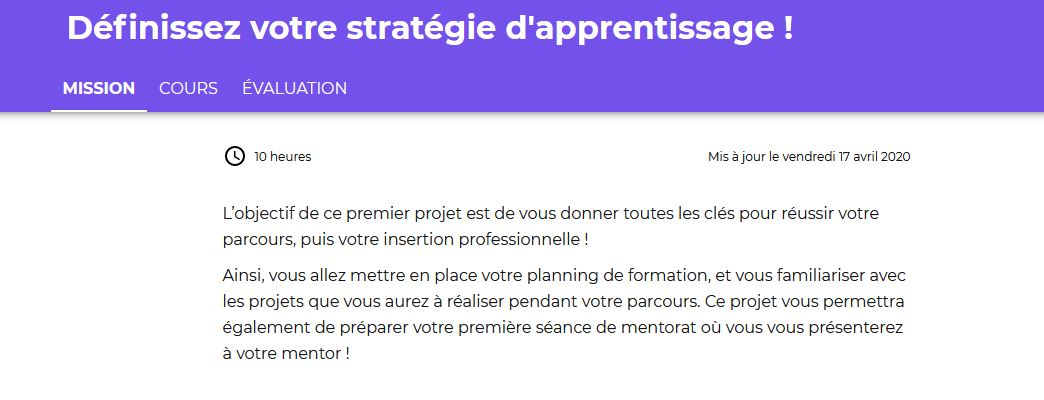 Définissez votre stratégie d'apprentissage !
MISSION COURS ÉVALUATION
10 heures Mis à jour le vendredi 17 avril 2020
L’objectif de ce premier projet est de vous donner toutes les clés pour réussir votre
parcours, puis votre insertion professionnelle !
Ainsi, vous allez mettre en place votre planning de formation, et vous familiariser avec
les projets que vous aurez à réaliser pendant votre parcours. Ce projet vous permettra
également de préparer votre première séance de mentorat où vous vous présenterez
à votre mentor !